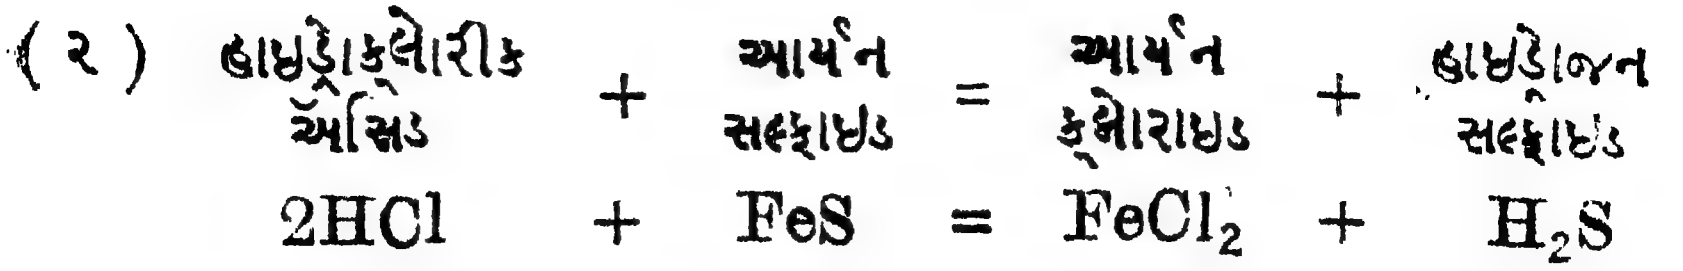 (૨) હાઇડ્રોક્લોરીક + આર્યન = આર્યન + હાઇડ્રોજન
ઍસિડ સલ્ફાઇડ ક્લોરાઇડ સલ્ફાઇડ
2HCl + FeS = FeCl₂ + H₂S